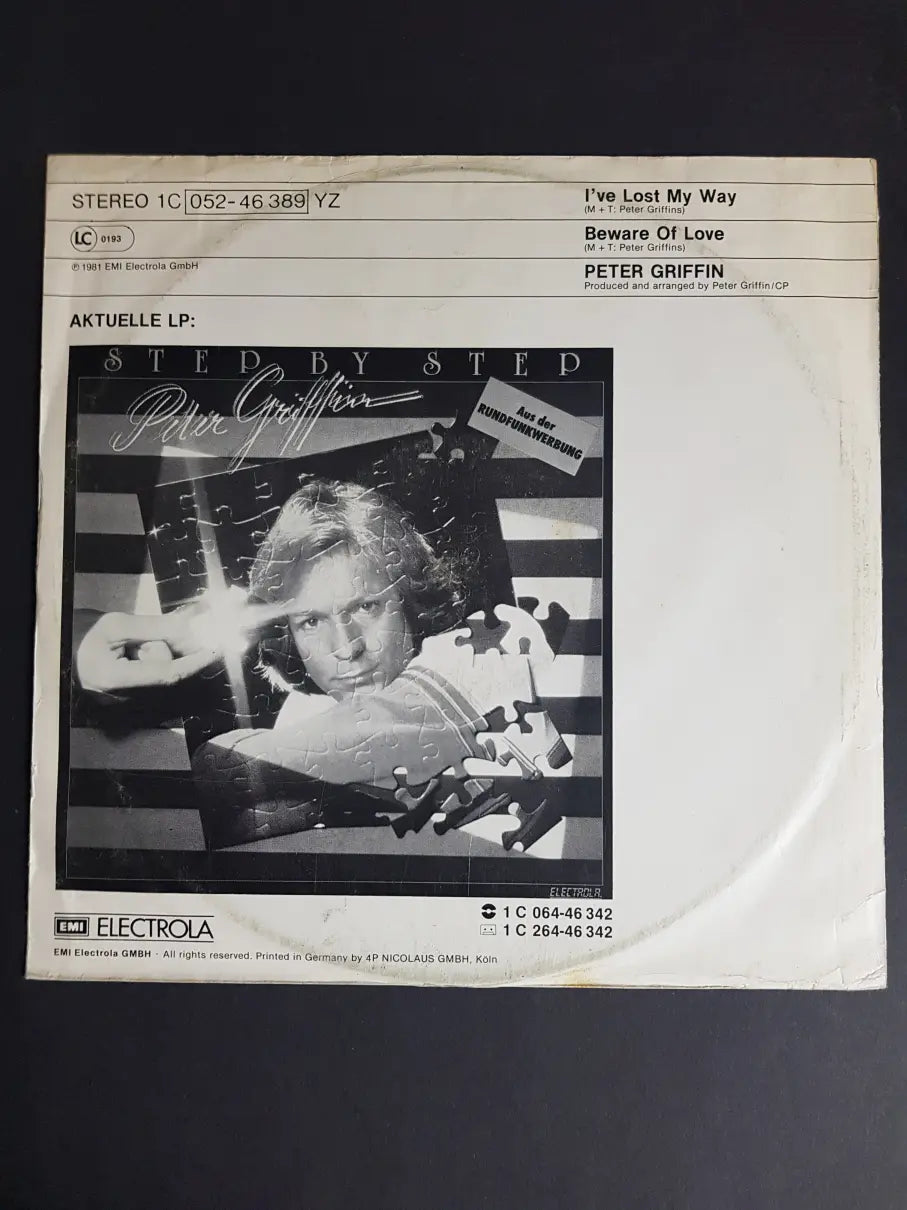 STEREO 1C 052-46 389 YZ
LC 0193
℗ 1981 EMI Electrola GmbH
I've Lost My Way
(M + T: Peter Griffins)
Beware Of Love
(M + T: Peter Griffins)
PETER GRIFFIN
Produced and arranged by Peter Griffin/CP
AKTUELLE LP:
STEP BY STEP
Peter Griffin
Aus der
RUNDFUNKWERBUNG
ELECTROLA
1 C 064-46 342
1 C 264-46 342
EMI ELECTROLA
EMI Electrola GMBH · All rights reserved. Printed in Germany by 4P NICOLAUS GMBH, Köln